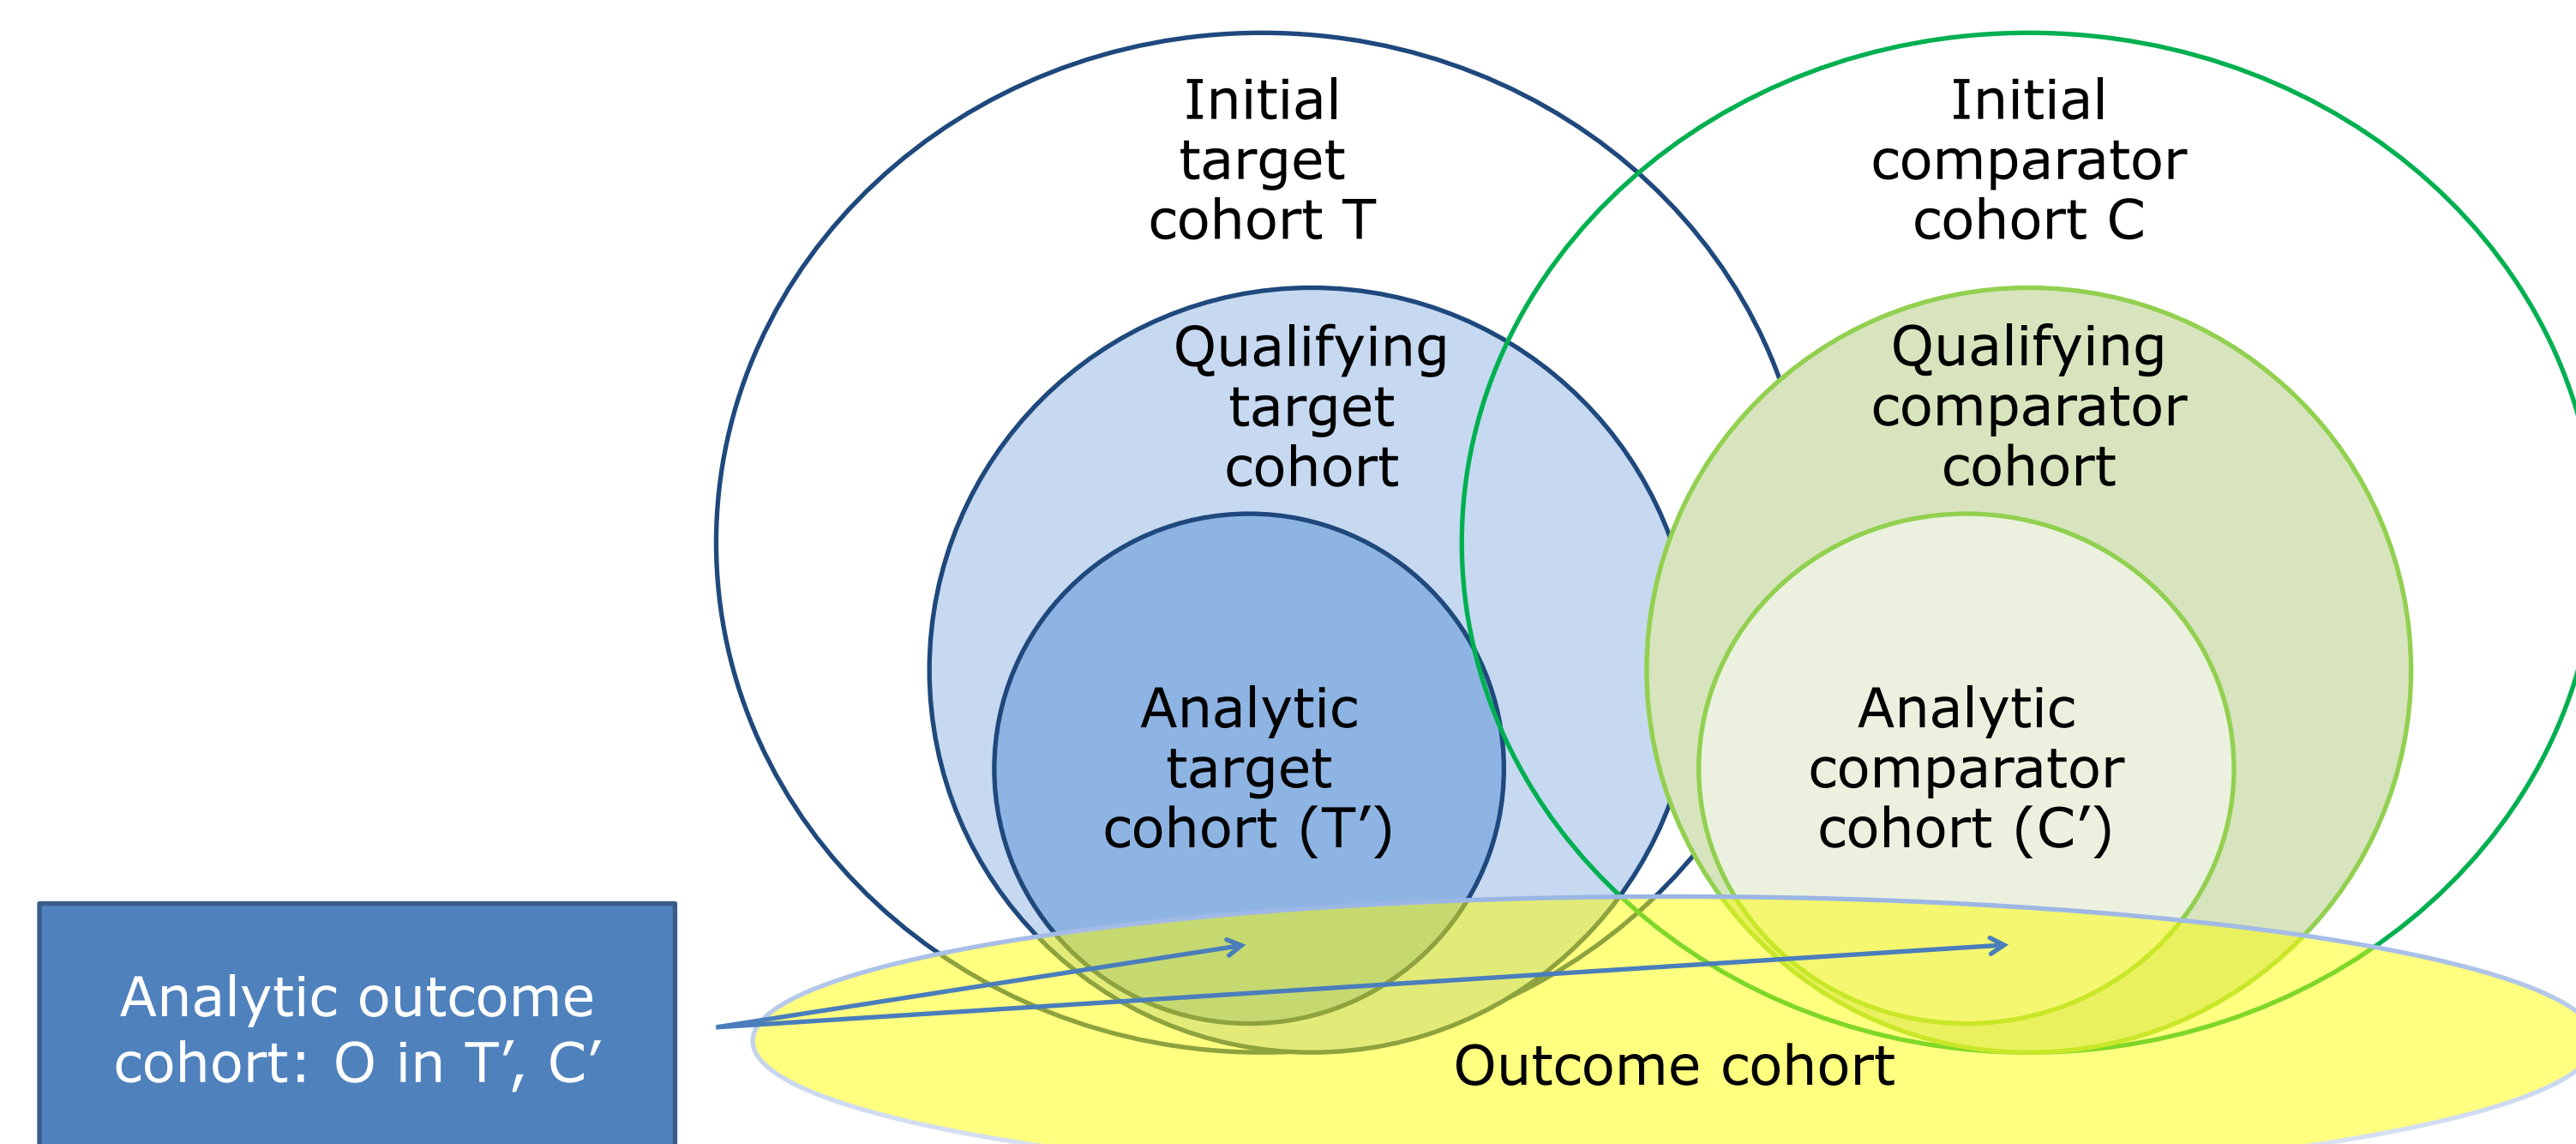 Initial
target
cohort T
Initial
comparator
cohort C
Qualifying
target
cohort
Qualifying
comparator
cohort
Analytic
target
cohort (T’)
Analytic
comparator
cohort (C’)
Analytic outcome
cohort: O in T’, C’
Outcome cohort